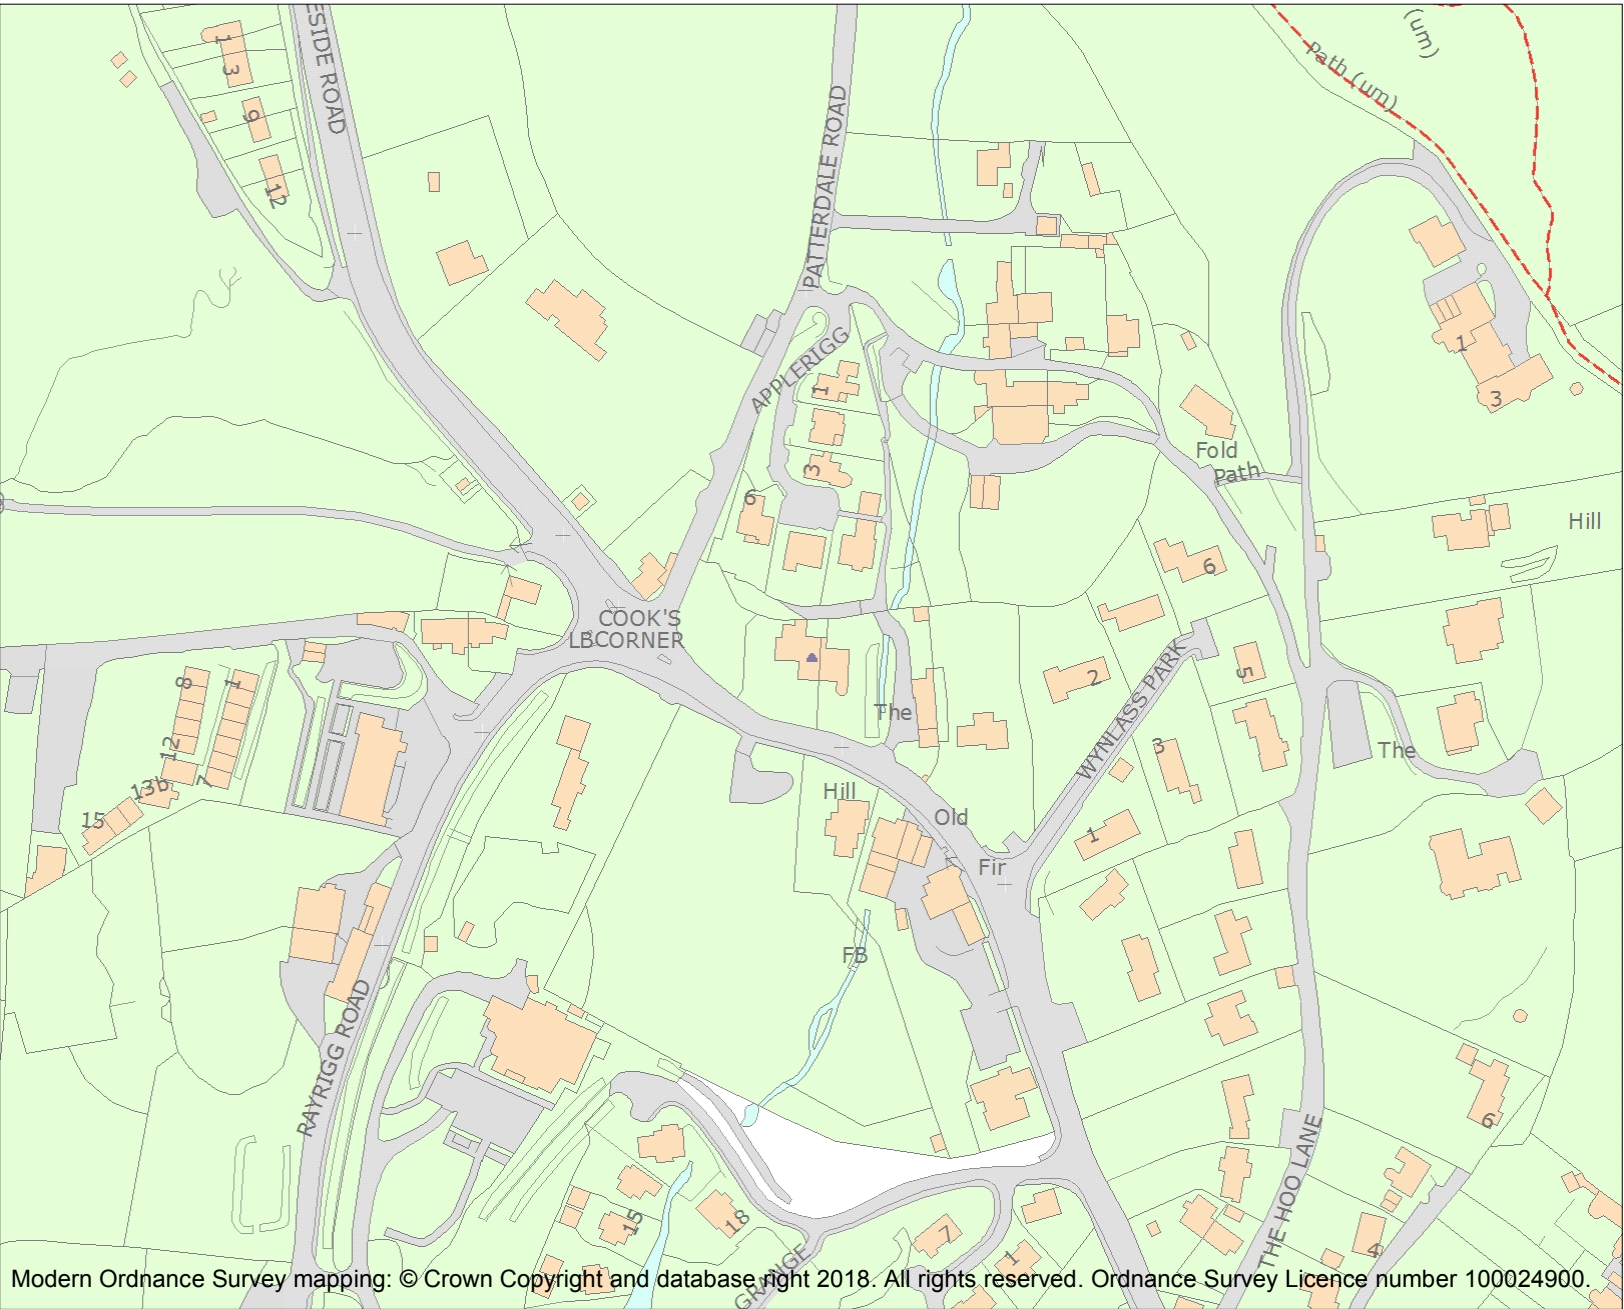 ESIDE ROAD
(um)
Path (um)
1
3
9
12
PATTERDALE ROAD
APPLERIGG
1
1
3
3
6
Fold
Path
Hill
6
COOK'S
LBCORNER
8
1
5
2
The
WYNLASS PARK
3
12
7
The
13b
15
Hill
Old
1
Fir
FB
RAYRIGG ROAD
6
THE HOO LANE
15
18
7
1
4
GRANGE
Modern Ordnance Survey mapping: © Crown Copyright and database right 2018. All rights reserved. Ordnance Survey Licence number 100024900.